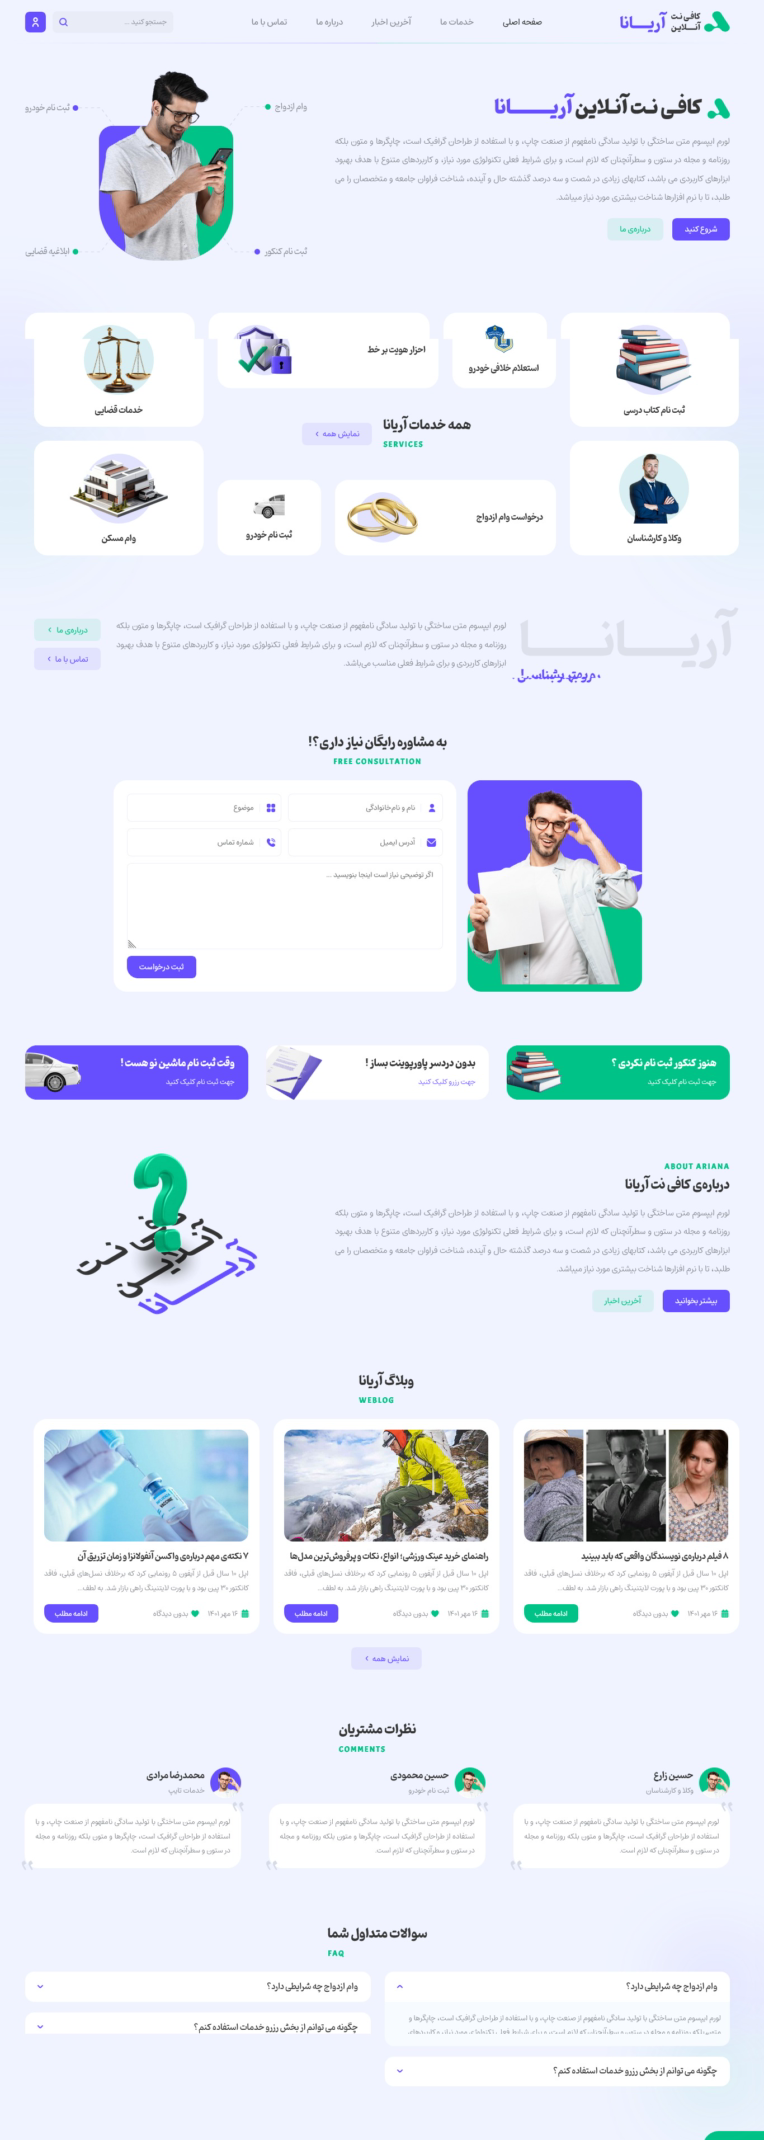 کافی نت
آنـــلاین
آریـــــانا
صفحه اصلی
خدمات ما
آخرین اخبار
درباره ما
تماس با ما
جستجو کنید ...
کافـی نـت آنـلاین آریـــــــانا
لورم ایپسوم متن ساختگی با تولید سادگی نامفهوم از صنعت چاپ، و با استفاده از طراحان گرافیک است، چاپگرها و متون بلکه
روزنامه و مجله در ستون و سطرآنچنان که لازم است، و برای شرایط فعلی تکنولوژی مورد نیاز، و کاربردهای متنوع با هدف بهبود
ابزارهای کاربردی می باشد، کتابهای زیادی در شصت و سه درصد گذشته حال و آینده، شناخت فراوان جامعه و متخصصان را می
طلبد، تا با نرم افزارها شناخت بیشتری مورد نیاز میباشد.
شروع کنید
درباره‌ی ما
وام ازدواج
ثبت نام خودرو
ثبت نام کنکور
ابلاغیه قضایی
ثبت نام کتاب درسی
استعلام خلافی خودرو
احراز هویت بر خط
خدمات قضایی
همه خدمات آریانا
SERVICES
نمایش همه
وکلا و کارشناسان
درخواست وام ازدواج
ثبت نام خودرو
وام مسکن
آریـــــانـــــا
لورم ایپسوم متن ساختگی با تولید سادگی نامفهوم از صنعت چاپ، و با استفاده از طراحان گرافیک است، چاپگرها و متون بلکه
روزنامه و مجله در ستون و سطرآنچنان که لازم است، و برای شرایط فعلی تکنولوژی مورد نیاز، و کاربردهای متنوع با هدف بهبود
ابزارهای کاربردی و برای شرایط فعلی مناسب می‌باشد.
درباره‌ی ما
تماس با ما
به مشاوره رایگان نیاز داری؟!
FREE CONSULTATION
نام و نام‌خانوادگی
موضوع
آدرس ایمیل
شماره تماس
اگر توضیحی نیاز است اینجا بنویسید ...
ثبت درخواست
هنوز کنکور ثبت نام نکردی ؟
جهت ثبت نام کلیک کنید
بدون دردسر پاورپوینت بساز !
جهت رزرو کلیک کنید
وقت ثبت نام ماشین نو هست !
جهت ثبت نام کلیک کنید
ABOUT ARIANA
درباره‌ی کافی نت آریانا
لورم ایپسوم متن ساختگی با تولید سادگی نامفهوم از صنعت چاپ، و با استفاده از طراحان گرافیک است، چاپگرها و متون بلکه
روزنامه و مجله در ستون و سطرآنچنان که لازم است، و برای شرایط فعلی تکنولوژی مورد نیاز، و کاربردهای متنوع با هدف بهبود
ابزارهای کاربردی می باشد، کتابهای زیادی در شصت و سه درصد گذشته حال و آینده، شناخت فراوان جامعه و متخصصان را می
طلبد، تا با نرم افزارها شناخت بیشتری مورد نیاز میباشد.
بیشتر بخوانید
آخرین اخبار
وبلاگ آریانا
WEBLOG
۸ فیلم درباره‌ی نویسندگان واقعی که باید ببینید
اپل ۱۰ سال قبل از آیفون ۵ رونمایی کرد که برخلاف نسل‌های قبلی، فاقد
کانکتور ۳۰ پین بود و با پورت لایتنینگ راهی بازار شد. به لطف...
۱۶ مهر ۱۴۰۱
بدون دیدگاه
ادامه مطلب
راهنمای خرید عینک ورزشی؛ انواع، نکات و پرفروش‌ترین مدل‌ها
اپل ۱۰ سال قبل از آیفون ۵ رونمایی کرد که برخلاف نسل‌های قبلی، فاقد
کانکتور ۳۰ پین بود و با پورت لایتنینگ راهی بازار شد. به لطف...
۱۶ مهر ۱۴۰۱
بدون دیدگاه
ادامه مطلب
۷ نکته‌ی مهم درباره‌ی واکسن آنفولانزا و زمان تزریق آن
اپل ۱۰ سال قبل از آیفون ۵ رونمایی کرد که برخلاف نسل‌های قبلی، فاقد
کانکتور ۳۰ پین بود و با پورت لایتنینگ راهی بازار شد. به لطف...
۱۶ مهر ۱۴۰۱
بدون دیدگاه
ادامه مطلب
نمایش همه
نظرات مشتریان
COMMENTS
حسین زارع
وکلا و کارشناسان
لورم ایپسوم متن ساختگی با تولید سادگی نامفهوم از صنعت چاپ، و با
استفاده از طراحان گرافیک است، چاپگرها و متون بلکه روزنامه و مجله
در ستون و سطرآنچنان که لازم است.
حسین محمودی
ثبت نام خودرو
لورم ایپسوم متن ساختگی با تولید سادگی نامفهوم از صنعت چاپ، و با
استفاده از طراحان گرافیک است، چاپگرها و متون بلکه روزنامه و مجله
در ستون و سطرآنچنان که لازم است.
محمدرضا مرادی
خدمات تایپ
لورم ایپسوم متن ساختگی با تولید سادگی نامفهوم از صنعت چاپ، و با
استفاده از طراحان گرافیک است، چاپگرها و متون بلکه روزنامه و مجله
در ستون و سطرآنچنان که لازم است.
سوالات متداول شما
FAQ
وام ازدواج چه شرایطی دارد؟
لورم ایپسوم متن ساختگی با تولید سادگی نامفهوم از صنعت چاپ، و با استفاده از طراحان گرافیک است، چاپگرها و
چگونه می توانم از بخش رزرو خدمات استفاده کنم؟
وام ازدواج چه شرایطی دارد؟
چگونه می توانم از بخش رزرو خدمات استفاده کنم؟